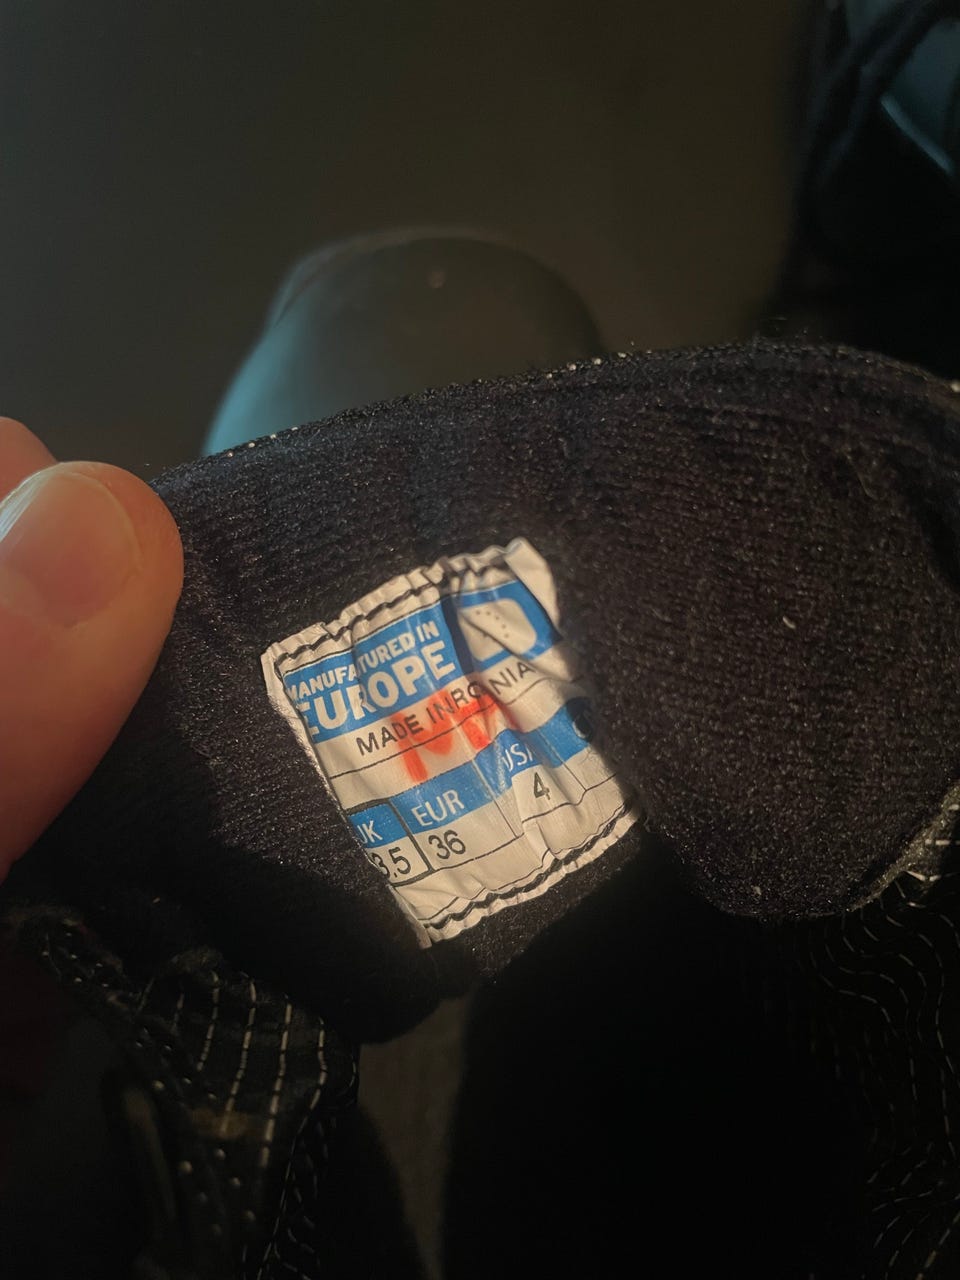 MANUFACTURED IN
EUROPE
MADE IN ROMANIA
UK EUR USA
3.5 36 4